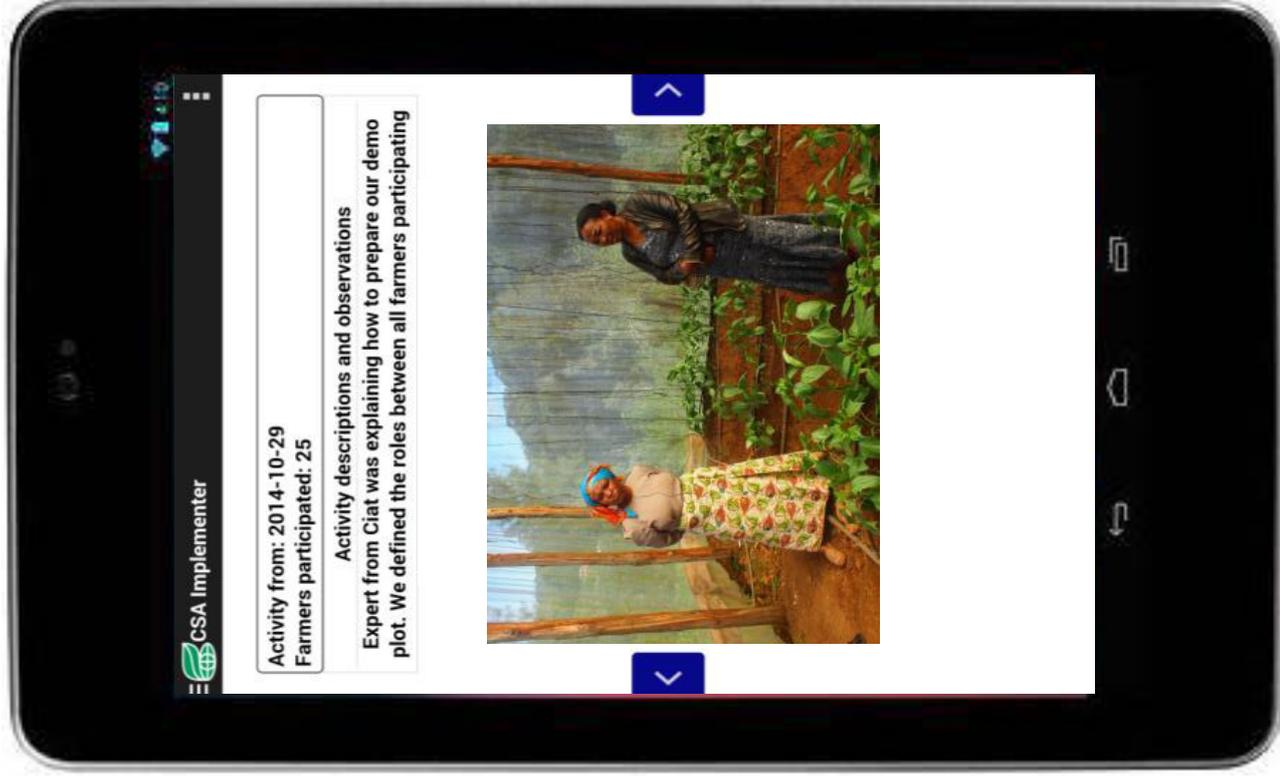 CSA Implementer
Activity from: 2014-10-29
Farmers participated: 25
Activity descriptions and observations
Expert from Ciat was explaining how to prepare our demo
plot. We defined the roles between all farmers participating